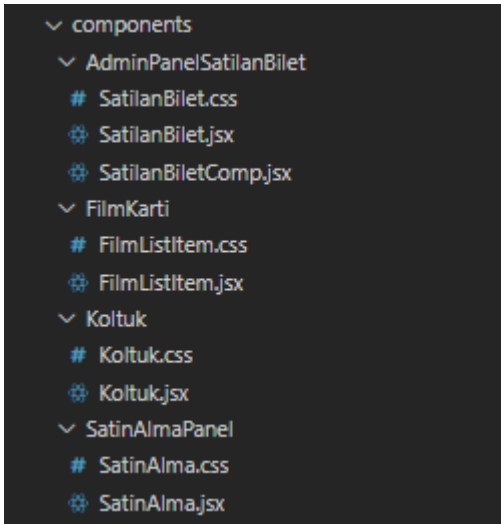 components
AdminPanelSatilanBilet
# SatilanBilet.css
SatilanBilet.jsx
SatilanBiletComp.jsx
FilmKarti
# FilmListItem.css
FilmListItem.jsx
Koltuk
# Koltuk.css
Koltuk.jsx
SatinAlmaPanel
# SatinAlma.css
SatinAlma.jsx